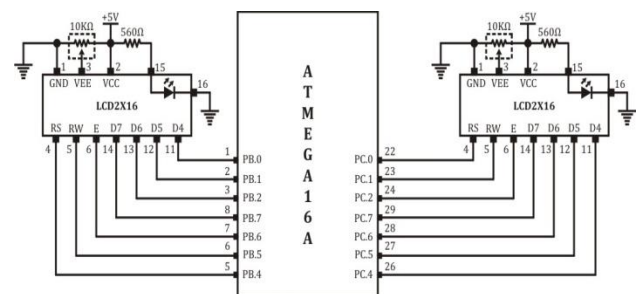 +5V
10KΩ 560Ω
1 3 2 15
GND VEE VCC 16
LCD2X16
RS RW E D7 D6 D5 D4
4 5 6 14 13 12 11
1 PB.0
2 PB.1
3 PB.2
8 PB.7
7 PB.6
6 PB.5
5 PB.4
ATMEGA16A
+5V
10KΩ 560Ω
1 3 2 15
GND VEE VCC 16
LCD2X16
RS RW E D7 D6 D5 D4
4 5 6 14 13 12 11
PC.0 22
PC.1 23
PC.2 24
PC.7 29
PC.6 28
PC.5 27
PC.4 26